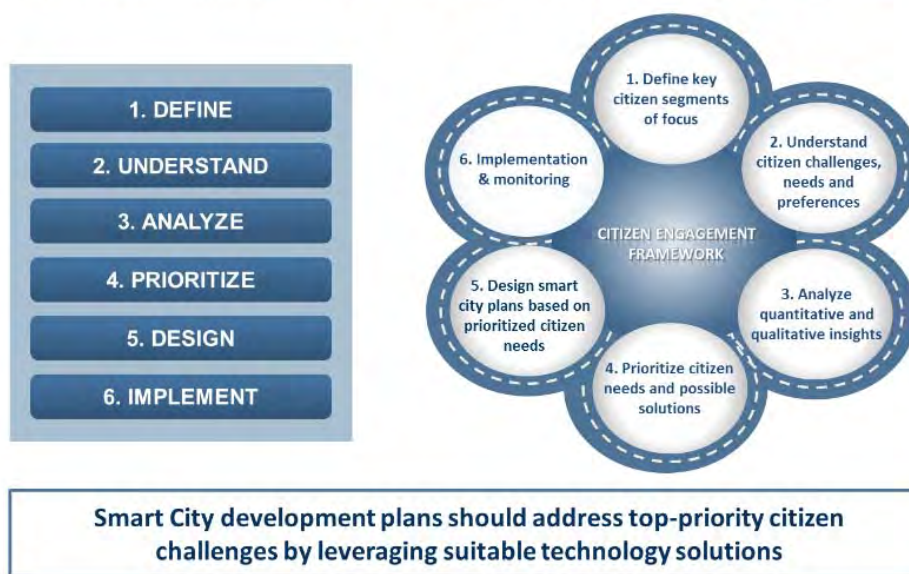 1. DEFINE
2. UNDERSTAND
3. ANALYZE
4. PRIORITIZE
5. DESIGN
6. IMPLEMENT
1. Define key
citizen segments
of focus
2. Understand
citizen challenges,
needs and
preferences
3. Analyze
quantitative and
qualitative insights
4. Prioritize citizen
needs and possible
solutions
5. Design smart
city plans based on
prioritized citizen
needs
6. Implementation
& monitoring
CITIZEN ENGAGEMENT
FRAMEWORK
Smart City development plans should address top-priority citizen
challenges by leveraging suitable technology solutions